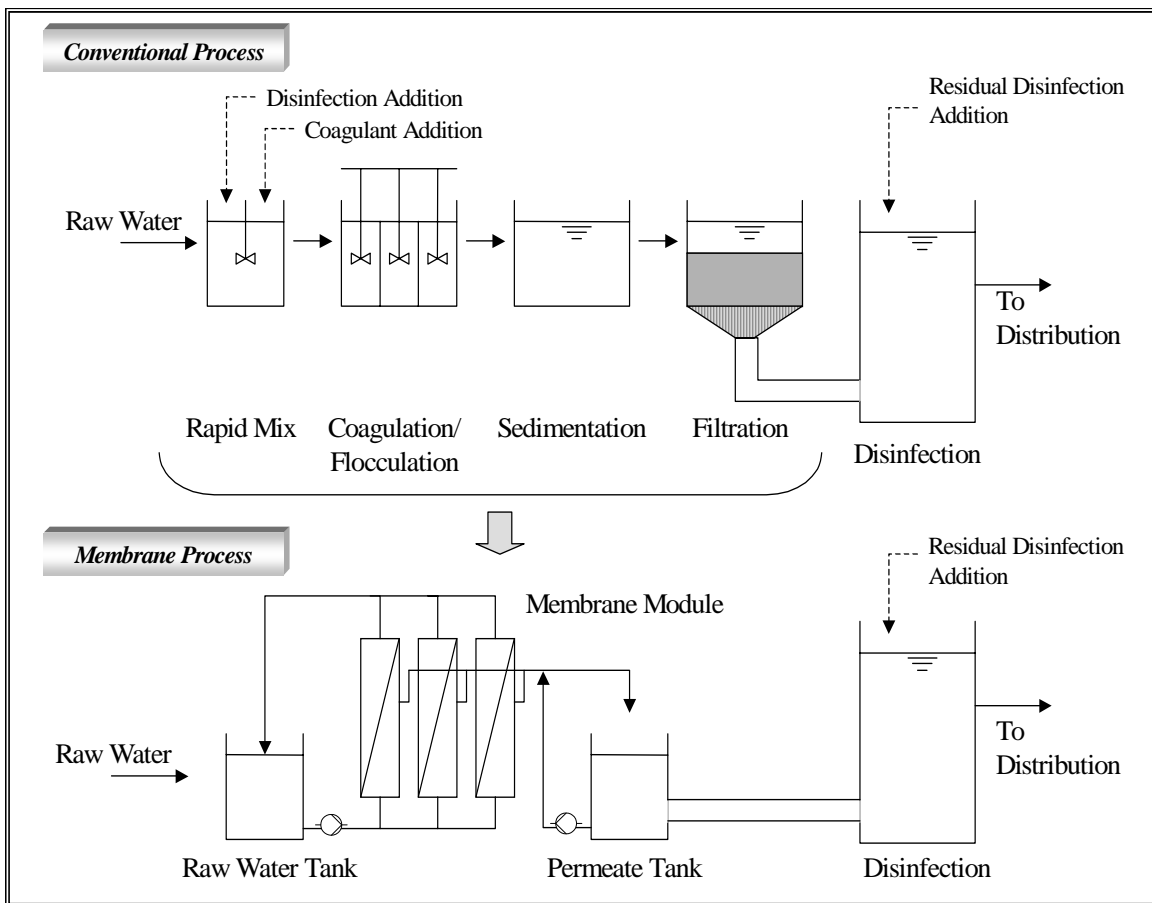 Conventional Process
Disinfection Addition
Coagulant Addition
Residual Disinfection
Addition
Raw Water
To
Distribution
Rapid Mix
Coagulation/
Flocculation
Sedimentation
Filtration
Disinfection
Membrane Process
Residual Disinfection
Addition
Membrane Module
Raw Water
To
Distribution
Raw Water Tank
Permeate Tank
Disinfection